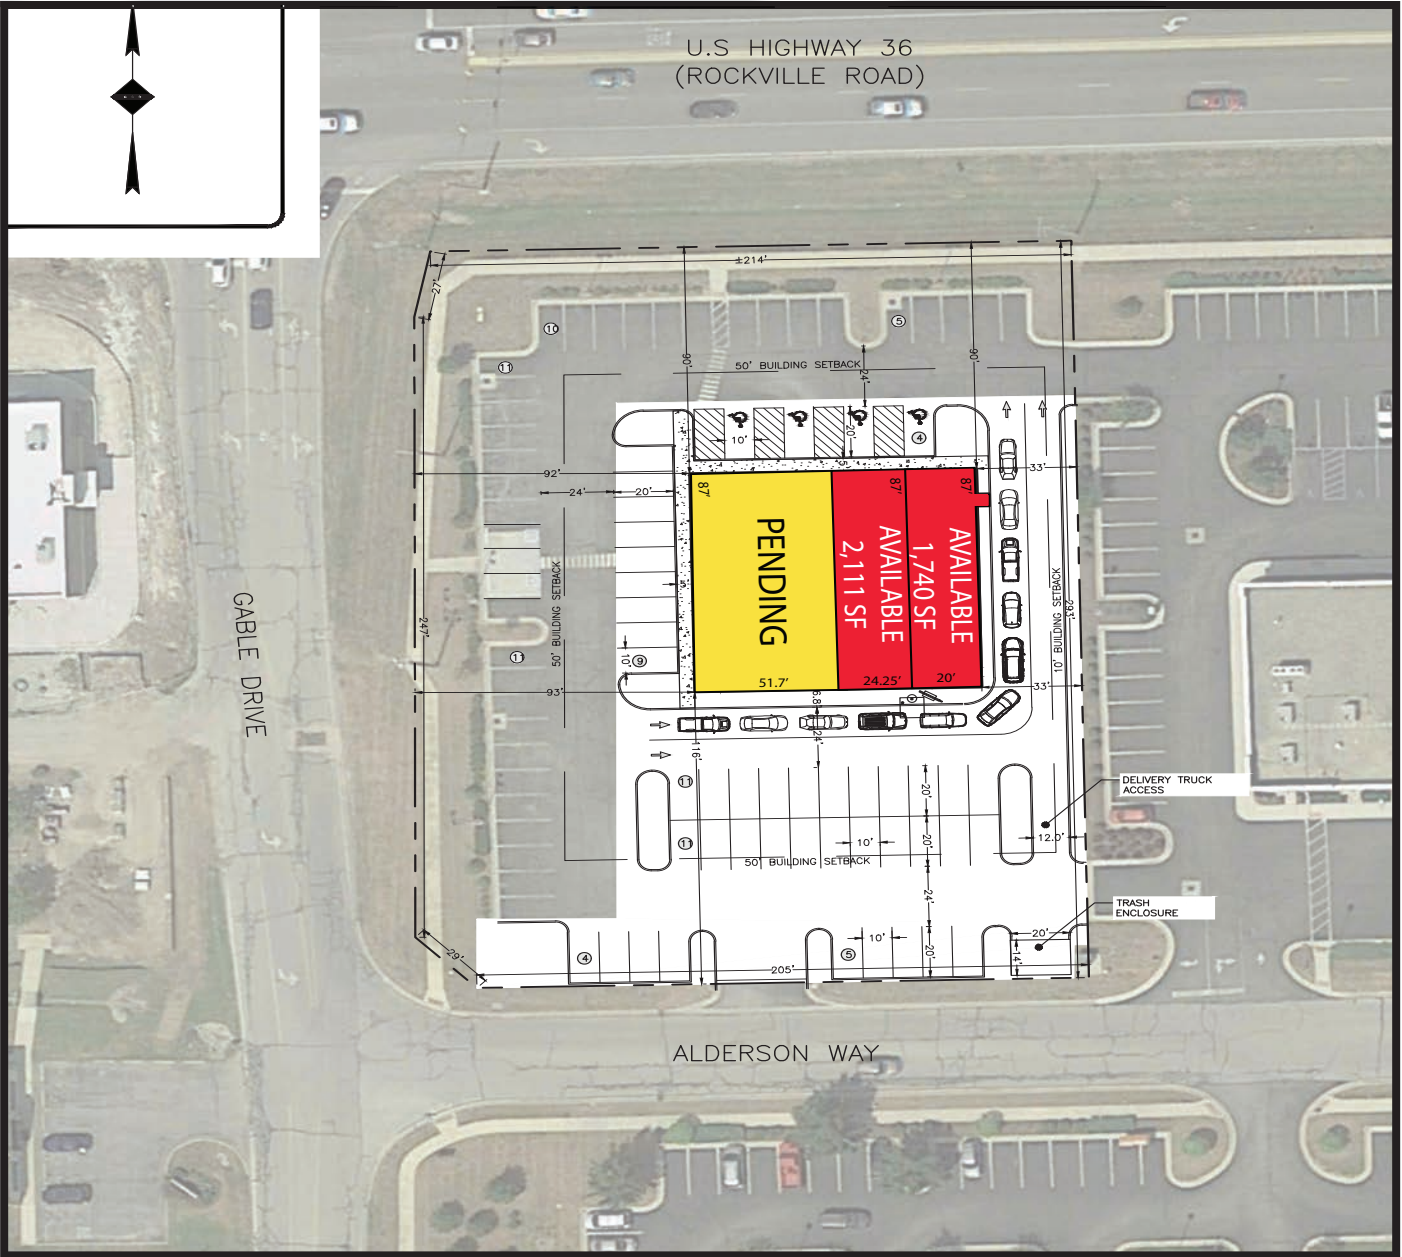 U.S HIGHWAY 36
(ROCKVILLE ROAD)
±214'
27'
10
5
11
90'
90'
50' BUILDING SETBACK
24'
10'
20'
4
5'
92'
33'
24'
20'
87'
87'
87'
PENDING
AVAILABLE
2,111 SF
AVAILABLE
1,740 SF
50' BUILDING SETBACK
10' BUILDING SETBACK
293'
247'
GABLE DRIVE
11
10'
9
51.7'
24.25'
20'
93'
33'
6.8'
24'
116'
11
11
20'
20'
10'
12.0'
50' BUILDING SETBACK
DELIVERY TRUCK
ACCESS
24'
TRASH
ENCLOSURE
29'
4
5
10'
20'
20'
14'
205'
ALDERSON WAY